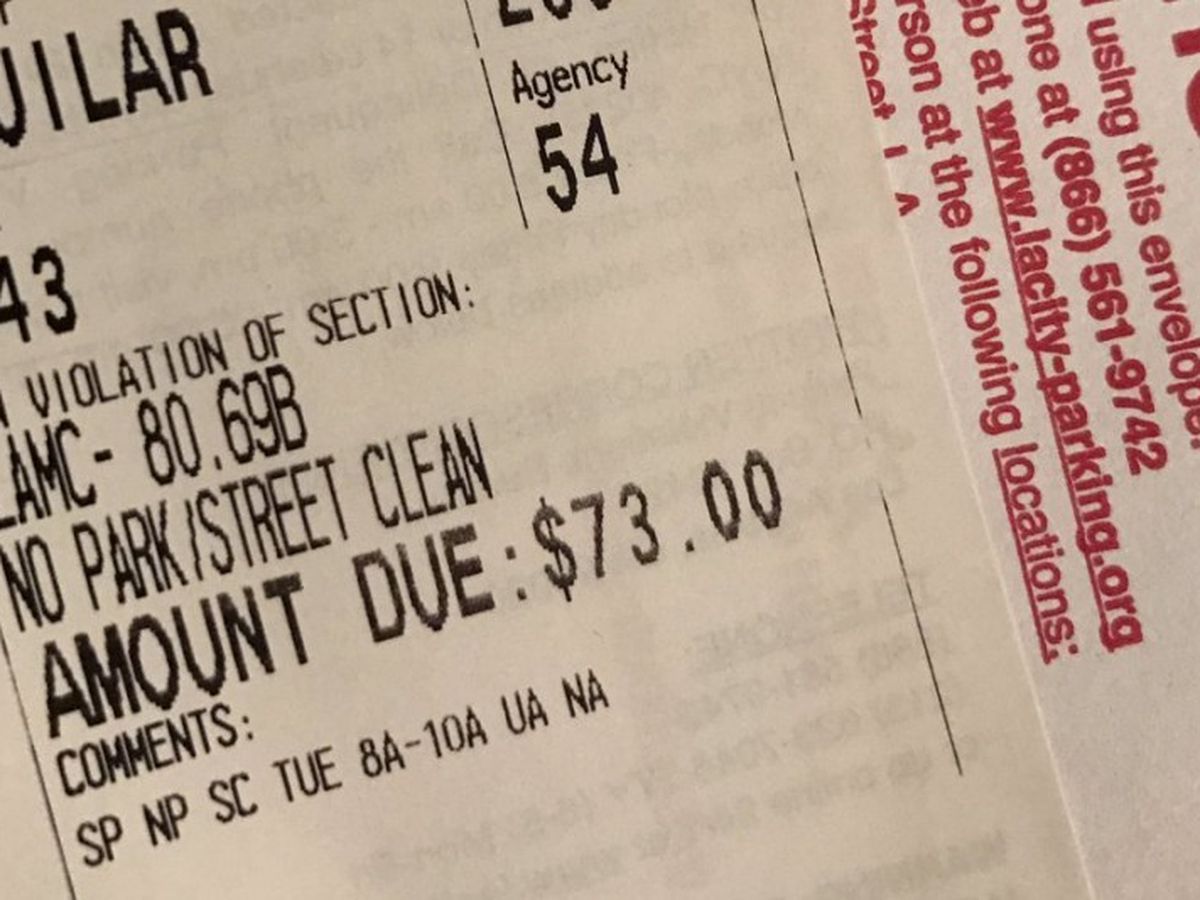 UILAR
Agency
54
43
VIOLATION OF SECTION:
LAMC- 80.69B
NO PARK/STREET CLEAN
AMOUNT DUE:$73.00
COMMENTS:
SP NP SC TUE 8A-10A UA NA
using this envelope
one at (866) 561-9742
eb at www.lacity-parking.org
rson at the following locations:
Street